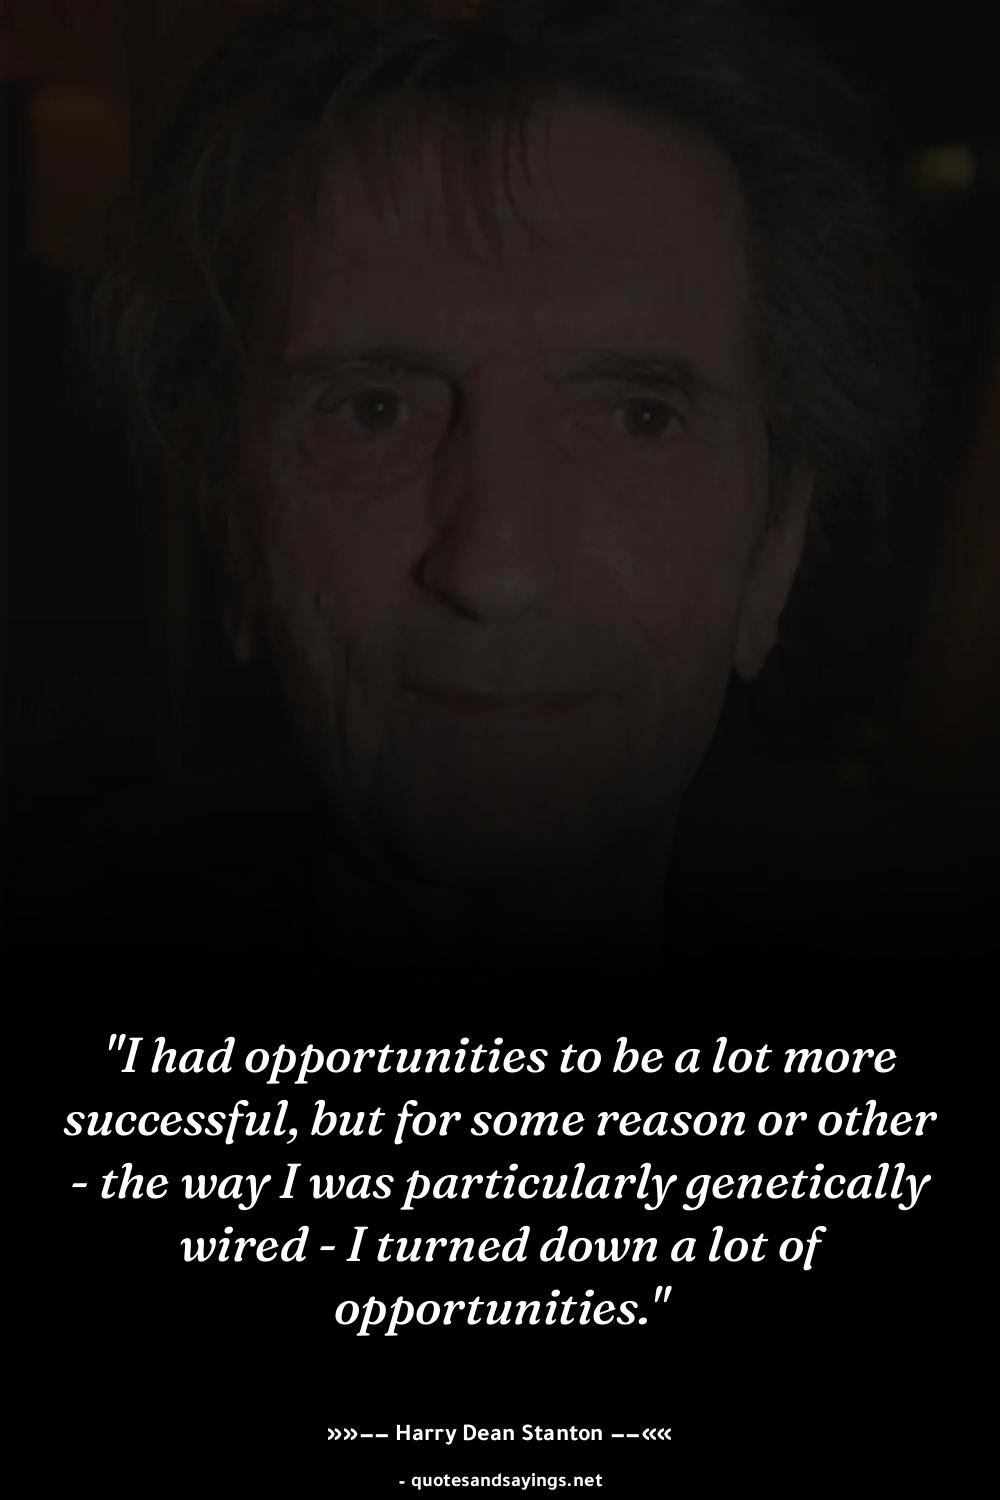 "I had opportunities to be a lot more
successful, but for some reason or other
- the way I was particularly genetically
wired - I turned down a lot of
opportunities."
»»−− Harry Dean Stanton −−««
- quotesandsayings.net